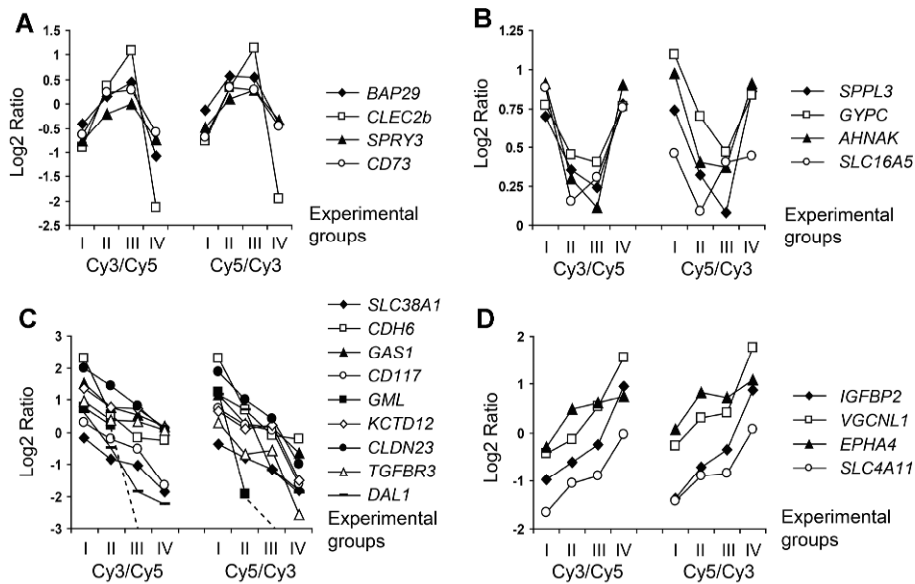 A
Log2 Ratio
1.5
1
0.5
0
-0.5
-1
-1.5
-2
-2.5
I II III IV
I II III IV
Cy3/Cy5
Cy5/Cy3
Experimental
groups
BAP29
CLEC2b
SPRY3
CD73
B
Log2 Ratio
1.25
1
0.75
0.5
0.25
0
I II III IV
I II III IV
Cy3/Cy5
Cy5/Cy3
Experimental
groups
SPPL3
GYPC
AHNAK
SLC16A5
C
Log2 Ratio
3
2
1
0
-1
-2
-3
I II III IV
I II III IV
Cy3/Cy5
Cy5/Cy3
Experimental
groups
SLC38A1
CDH6
GAS1
CD117
GML
KCTD12
CLDN23
TGFBR3
DAL1
D
Log2 Ratio
2
1
0
-1
-2
I II III IV
I II III IV
Cy3/Cy5
Cy5/Cy3
Experimental
groups
IGFBP2
VGCNL1
EPHA4
SLC4A11